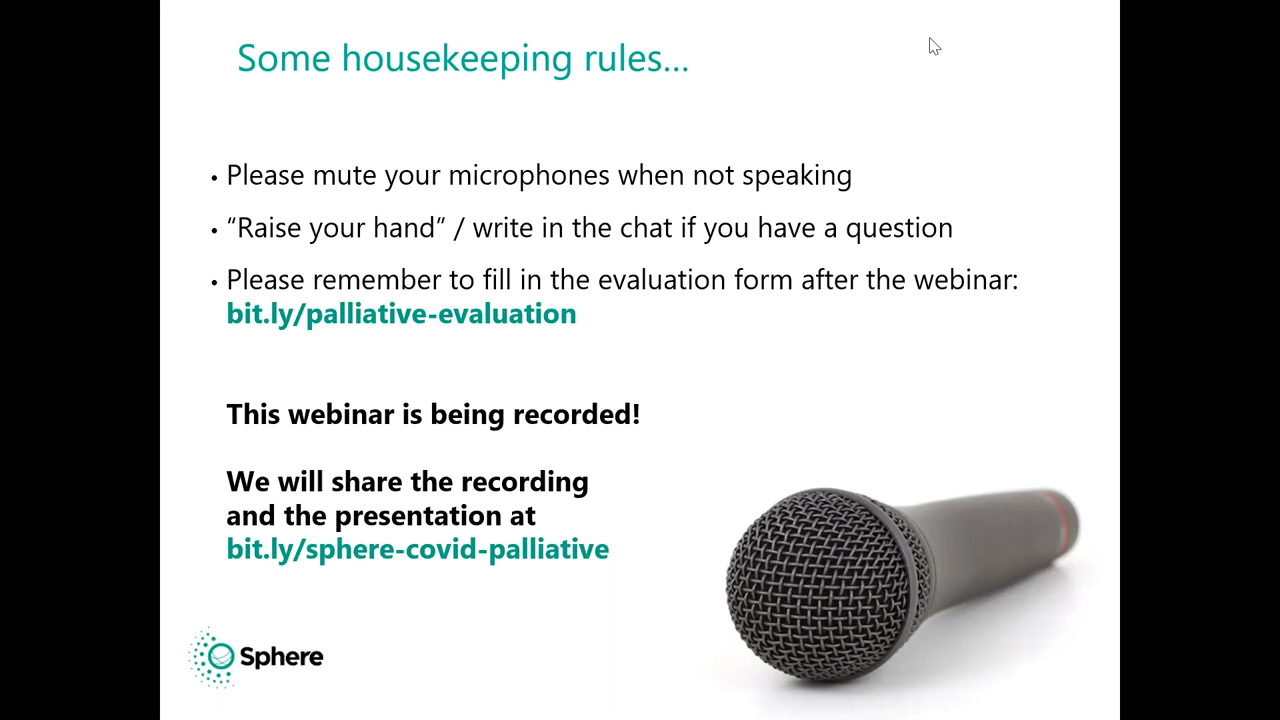 Some housekeeping rules...
• Please mute your microphones when not speaking
• “Raise your hand” / write in the chat if you have a question
• Please remember to fill in the evaluation form after the webinar:
bit.ly/palliative-evaluation
This webinar is being recorded!
We will share the recording
and the presentation at
bit.ly/sphere-covid-palliative
Sphere